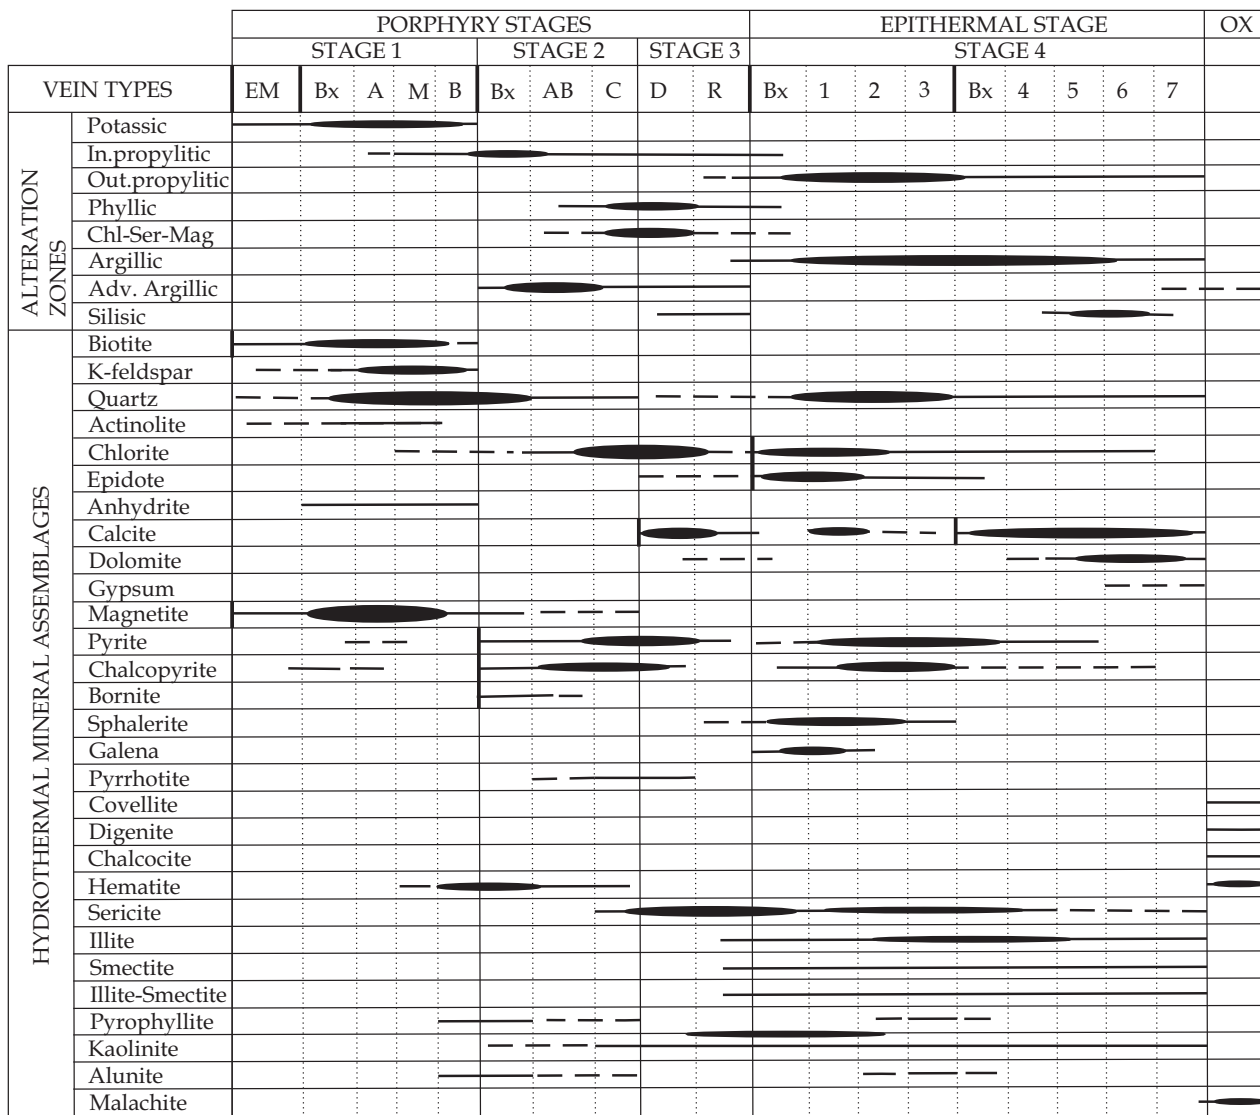 PORPHYRY STAGES EPITHERMAL STAGE OX
STAGE 1 STAGE 2 STAGE 3 STAGE 4
VEIN TYPES EM Bx A M B Bx AB C D R Bx 1 2 3 Bx 4 5 6 7
ALTERATION
ZONES
Potassic
In.propylitic
Out.propylitic
Phyllic
Chl-Ser-Mag
Argillic
Adv. Argillic
Silisic
HYDROTHERMAL MINERAL ASSEMBLAGES
Biotite
K-feldspar
Quartz
Actinolite
Chlorite
Epidote
Anhydrite
Calcite
Dolomite
Gypsum
Magnetite
Pyrite
Chalcopyrite
Bornite
Sphalerite
Galena
Pyrrhotite
Covellite
Digenite
Chalcocite
Hematite
Sericite
Illite
Smectite
Illite-Smectite
Pyrophyllite
Kaolinite
Alunite
Malachite